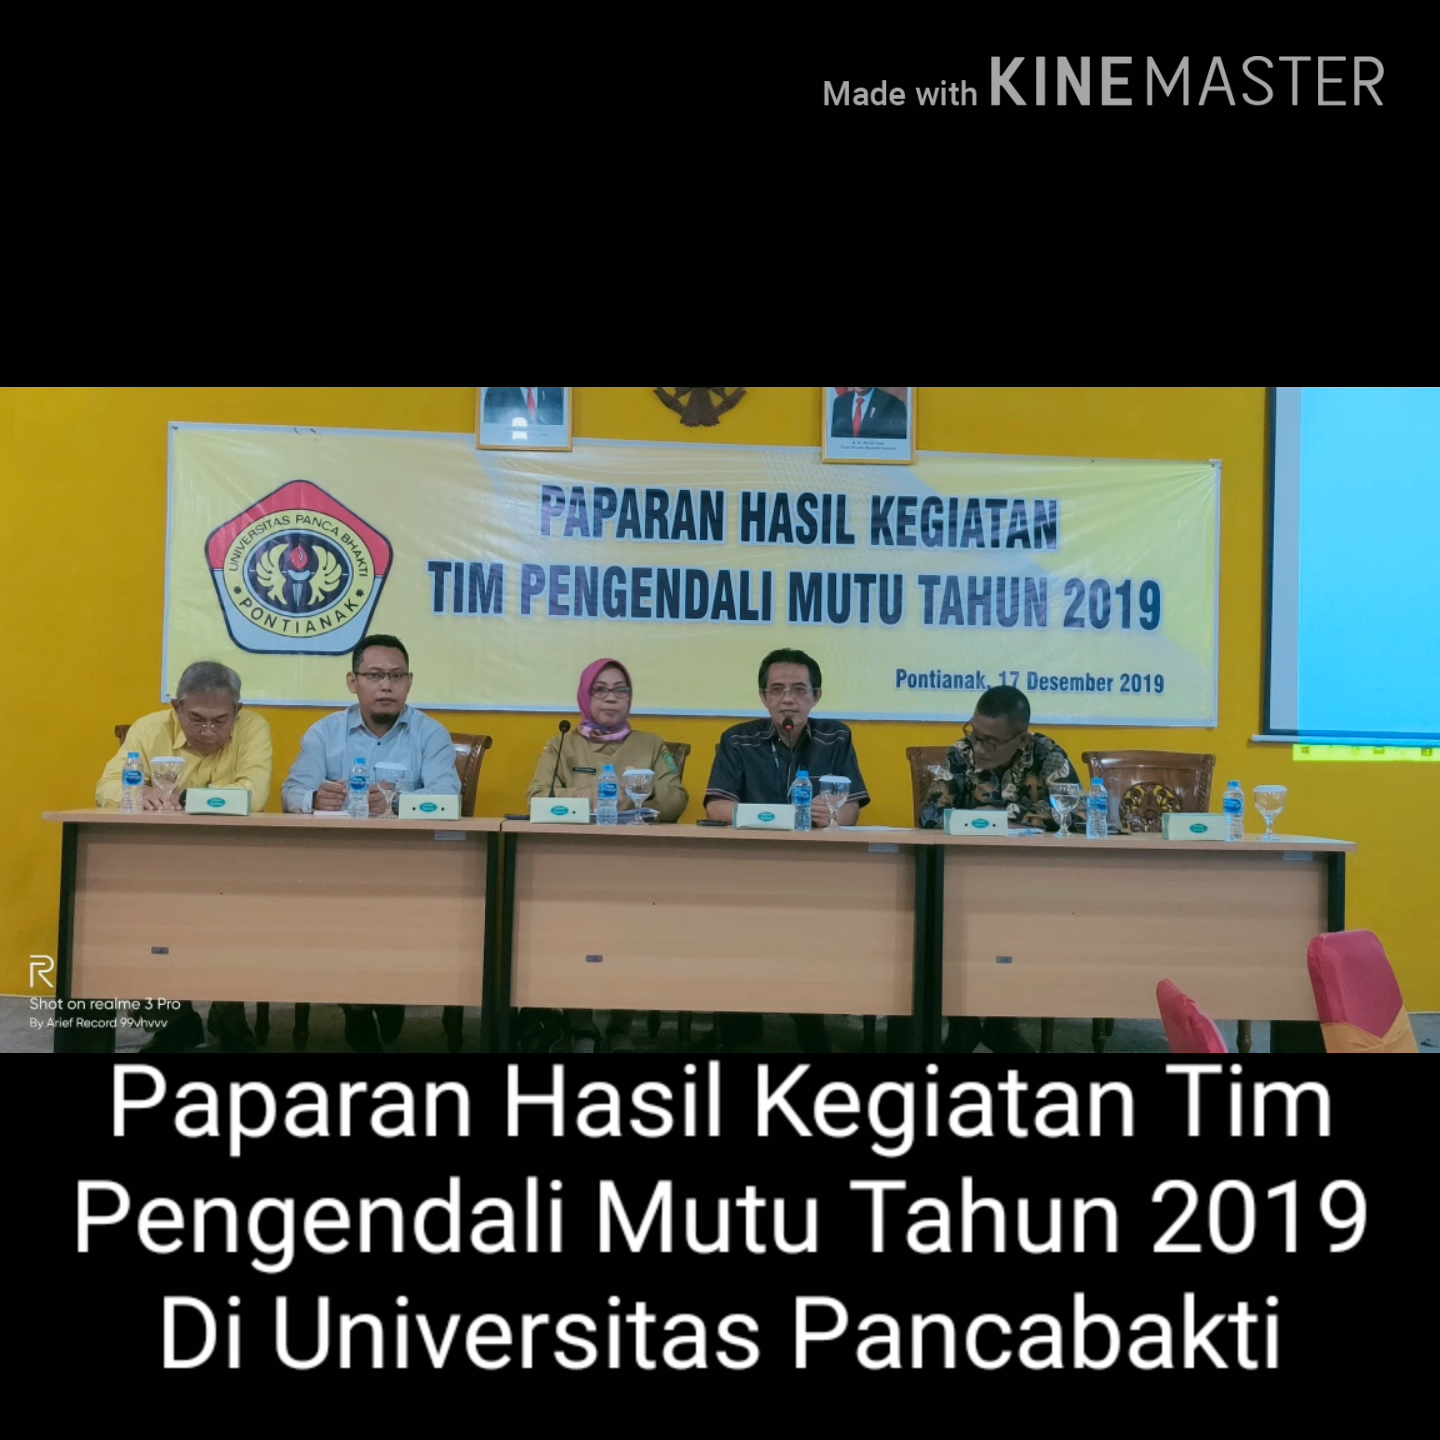 Made with KINEMASTER
UNIVERSITAS PANCA BHAKTI
PONTIANAK
PAPARAN HASIL KEGIATAN
TIM PENGENDALI MUTU TAHUN 2019
Pontianak, 17 Desember 2019
Shot on realme 3 Pro
By Arief Record 99vhvvv
Paparan Hasil Kegiatan Tim
Pengendali Mutu Tahun 2019
Di Universitas Pancabakti